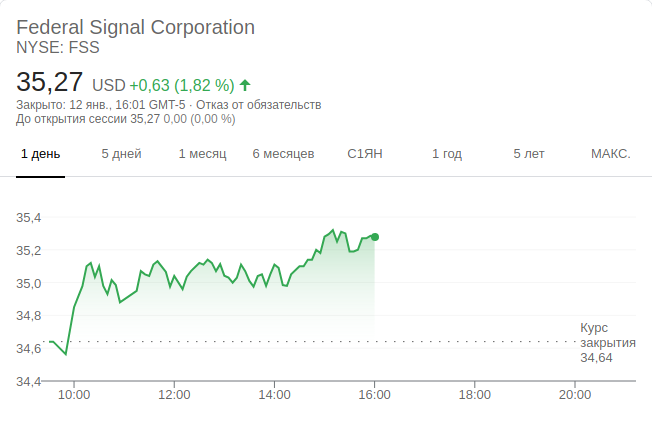 Federal Signal Corporation
NYSE: FSS
35,27 USD +0,63 (1,82 %)
Закрыто: 12 янв., 16:01 GMT-5 · Отказ от обязательств
До открытия сессии 35,27 0,00 (0,00 %)
1 день 5 дней 1 месяц 6 месяцев С1ЯН 1 год 5 лет МАКС.
35,4
35,2
35,0
34,8
34,6
34,4
Курс
закрытия
34,64
10:00 12:00 14:00 16:00 18:00 20:00